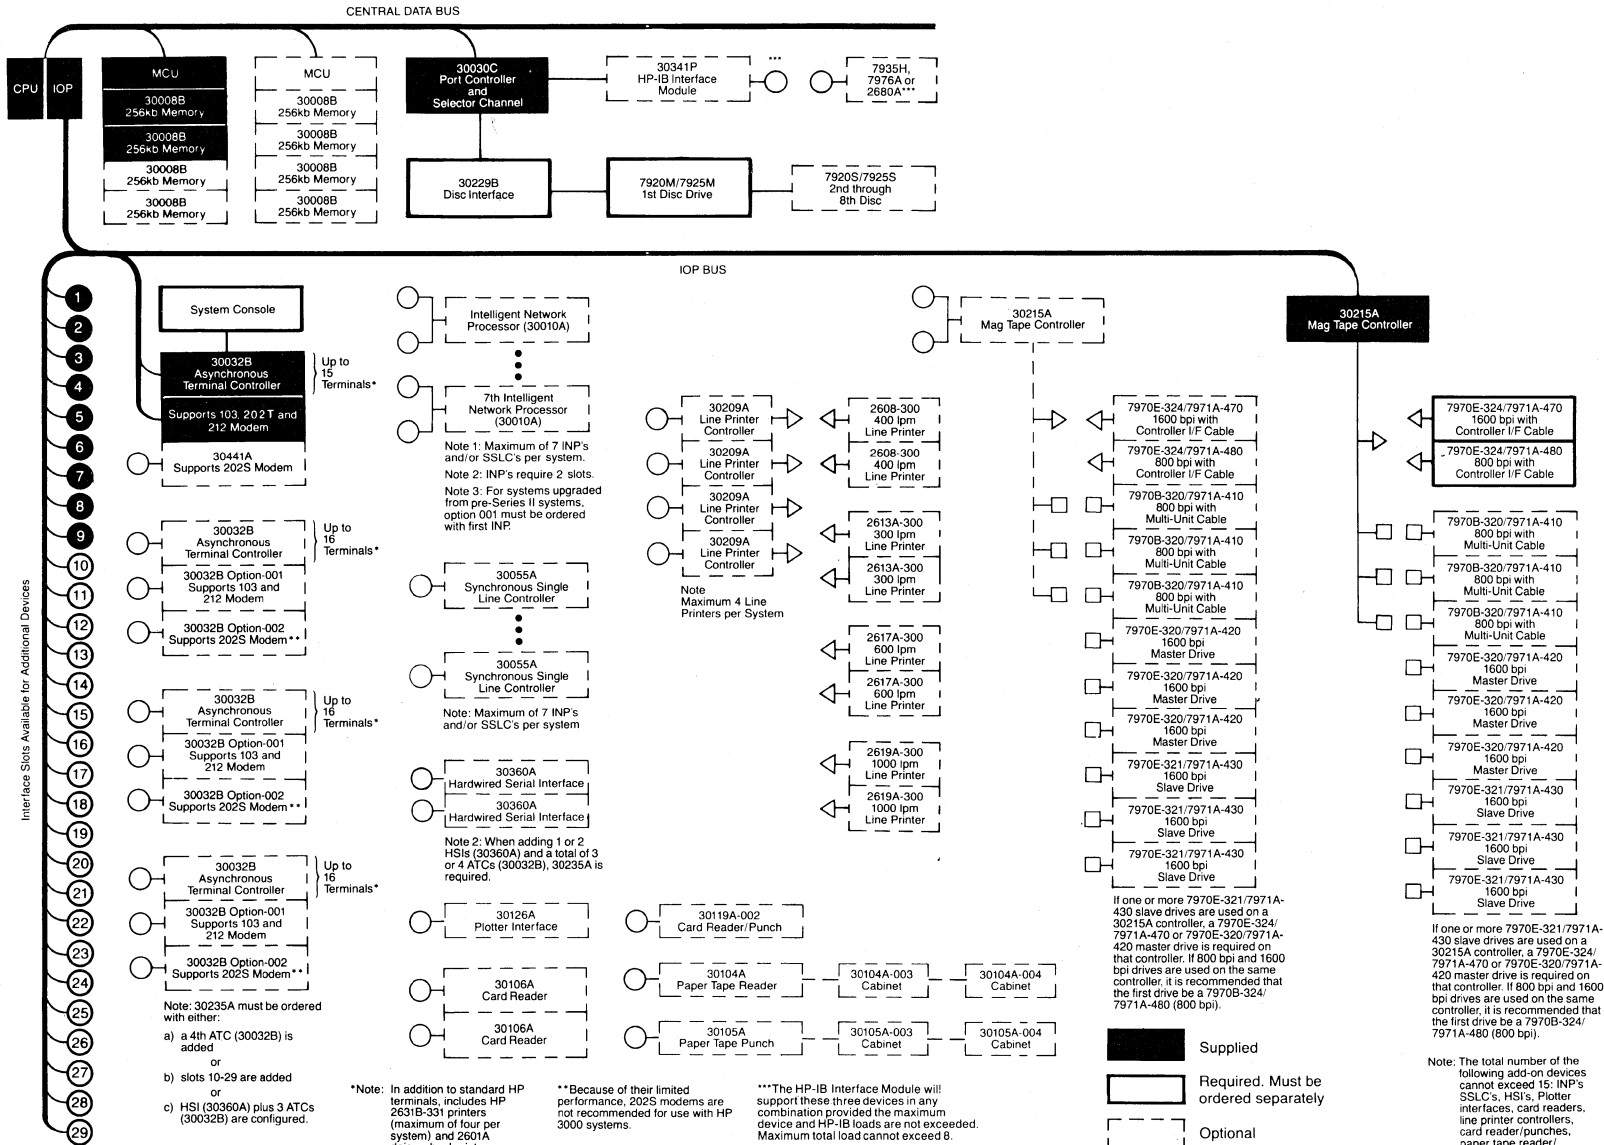 CENTRAL DATA BUS
CPU
IOP
MCU
30008B
256kb Memory
30008B
256kb Memory
30008B
256kb Memory
30008B
256kb Memory
MCU
30008B
256kb Memory
30008B
256kb Memory
30008B
256kb Memory
30008B
256kb Memory
30030C
Port Controller
and
Selector Channel
30341P
HP-IB Interface
Module
***
7935H,
7976A or
2680A***
30229B
Disc Interface
7920M/7925M
1st Disc Drive
7920S/7925S
2nd through
8th Disc
IOP BUS
Interface Slots Available for Additional Devices
1
2
3
4
5
6
7
8
9
10
11
12
13
14
15
16
17
18
19
20
21
22
23
24
25
26
27
28
29
System Console
30032B
Asynchronous
Terminal Controller
Up to
15
Terminals*
Supports 103, 202T and
212 Modem
30441A
Supports 202S Modem
30032B
Asynchronous
Terminal Controller
Up to
16
Terminals*
30032B Option-001
Supports 103 and
212 Modem
30032B Option-002
Supports 202S Modem**
30032B
Asynchronous
Terminal Controller
Up to
16
Terminals*
30032B Option-001
Supports 103 and
212 Modem
30032B Option-002
Supports 202S Modem**
30032B
Asynchronous
Terminal Controller
Up to
16
Terminals*
30032B Option-001
Supports 103 and
212 Modem
30032B Option-002
Supports 202S Modem**
Note: 30235A must be ordered
with either:
a) a 4th ATC (30032B) is
added
or
b) slots 10-29 are added
or
c) HSI (30360A) plus 3 ATCs
(30032B) are configured.
Intelligent Network
Processor (30010A)
7th Intelligent
Network Processor
(30010A)
Note 1: Maximum of 7 INP's
and/or SSLC's per system.
Note 2: INP's require 2 slots.
Note 3: For systems upgraded
from pre-Series II systems,
option 001 must be ordered
with first INP.
30055A
Synchronous Single
Line Controller
30055A
Synchronous Single
Line Controller
Note: Maximum of 7 INP's
and/or SSLC's per system
30360A
Hardwired Serial Interface
30360A
Hardwired Serial Interface
Note 2: When adding 1 or 2
HSIs (30360A) and a total of 3
or 4 ATCs (30032B), 30235A is
required.
30126A
Plotter Interface
30106A
Card Reader
30106A
Card Reader
30209A
Line Printer
Controller
30209A
Line Printer
Controller
30209A
Line Printer
Controller
30209A
Line Printer
Controller
Note
Maximum 4 Line
Printers per System
2608-300
400 lpm
Line Printer
2608-300
400 lpm
Line Printer
2613A-300
300 lpm
Line Printer
2613A-300
300 lpm
Line Printer
2617A-300
600 lpm
Line Printer
2617A-300
600 lpm
Line Printer
2619A-300
1000 lpm
Line Printer
2619A-300
1000 lpm
Line Printer
30119A-002
Card Reader/Punch
30104A
Paper Tape Reader
30104A-003
Cabinet
30104A-004
Cabinet
30105A
Paper Tape Punch
30105A-003
Cabinet
30105A-004
Cabinet
*Note: In addition to standard HP
terminals, includes HP
2631B-331 printers
(maximum of four per
system) and 2601A
**Because of their limited
performance, 202S modems are
not recommended for use with HP
3000 systems.
***The HP-IB Interface Module will
support these three devices in any
combination provided the maximum
device and HP-IB loads are not exceeded.
Maximum total load cannot exceed 8.
30215A
Mag Tape Controller
7970E-324/7971A-470
1600 bpi with
Controller I/F Cable
7970E-324/7971A-480
800 bpi with
Controller I/F Cable
7970B-320/7971A-410
800 bpi with
Multi-Unit Cable
7970B-320/7971A-410
800 bpi with
Multi-Unit Cable
7970B-320/7971A-410
800 bpi with
Multi-Unit Cable
7970E-320/7971A-420
1600 bpi
Master Drive
7970E-320/7971A-420
1600 bpi
Master Drive
7970E-320/7971A-420
1600 bpi
Master Drive
7970E-321/7971A-430
1600 bpi
Slave Drive
7970E-321/7971A-430
1600 bpi
Slave Drive
7970E-321/7971A-430
1600 bpi
Slave Drive
If one or more 7970E-321/7971A-
430 slave drives are used on a
30215A controller, a 7970E-324/
7971A-470 or 7970E-320/7971A-
420 master drive is required on
that controller. If 800 bpi and 1600
bpi drives are used on the same
controller, it is recommended that
the first drive be a 7970B-324/
7971A-480 (800 bpi).
Supplied
Required. Must be
ordered separately
Optional
30215A
Mag Tape Controller
7970E-324/7971A-470
1600 bpi with
Controller I/F Cable
7970E-324/7971A-480
800 bpi with
Controller I/F Cable
7970B-320/7971A-410
800 bpi with
Multi-Unit Cable
7970B-320/7971A-410
800 bpi with
Multi-Unit Cable
7970B-320/7971A-410
800 bpi with
Multi-Unit Cable
7970E-320/7971A-420
1600 bpi
Master Drive
7970E-320/7971A-420
1600 bpi
Master Drive
7970E-320/7971A-420
1600 bpi
Master Drive
7970E-321/7971A-430
1600 bpi
Slave Drive
7970E-321/7971A-430
1600 bpi
Slave Drive
7970E-321/7971A-430
1600 bpi
Slave Drive
If one or more 7970E-321/7971A-
430 slave drives are used on a
30215A controller, a 7970E-324/
7971A-470 or 7970E-320/7971A-
420 master drive is required on
that controller. If 800 bpi and 1600
bpi drives are used on the same
controller, it is recommended that
the first drive be a 7970B-324/
7971A-480 (800 bpi).
Note: The total number of the
following add-on devices
cannot exceed 15: INP's
SSLC's, HSI's, Plotter
interfaces, card readers,
line printer controllers,
card reader/punches,
paper tape reader/